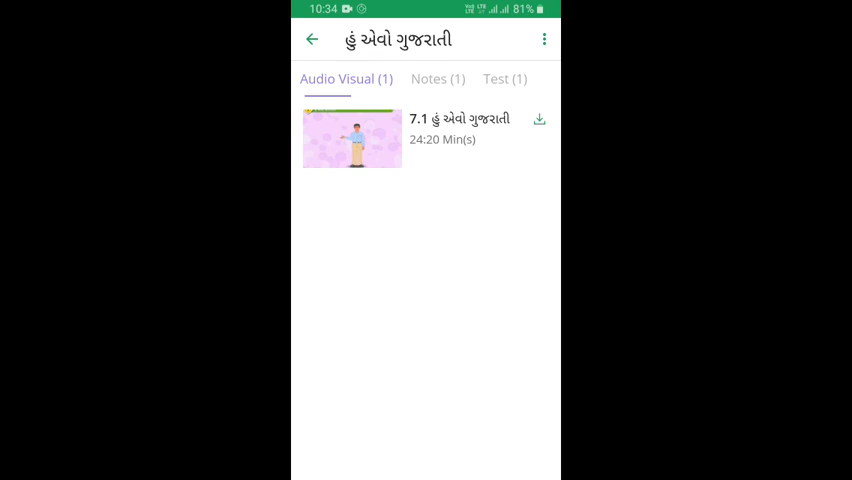 10:34 81%
હું એવો ગુજરાતી
Audio Visual (1) Notes (1) Test (1)
7.1 હું એવો ગુજરાતી
24:20 Min(s)